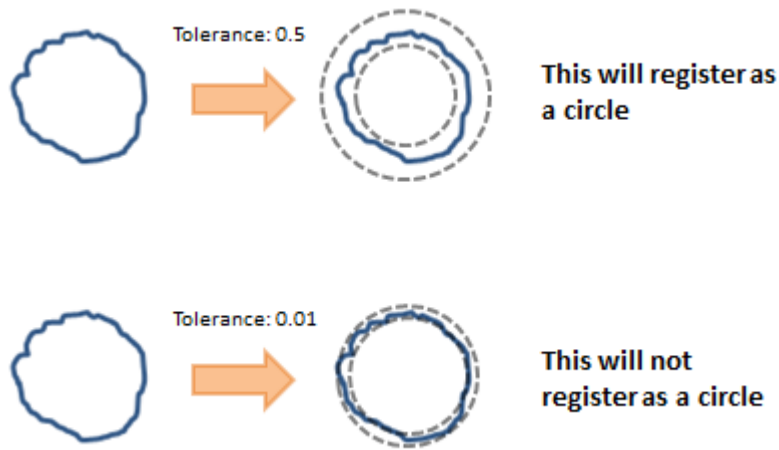 Tolerance: 0.5
This will register as
a circle
Tolerance: 0.01
This will not
register as a circle